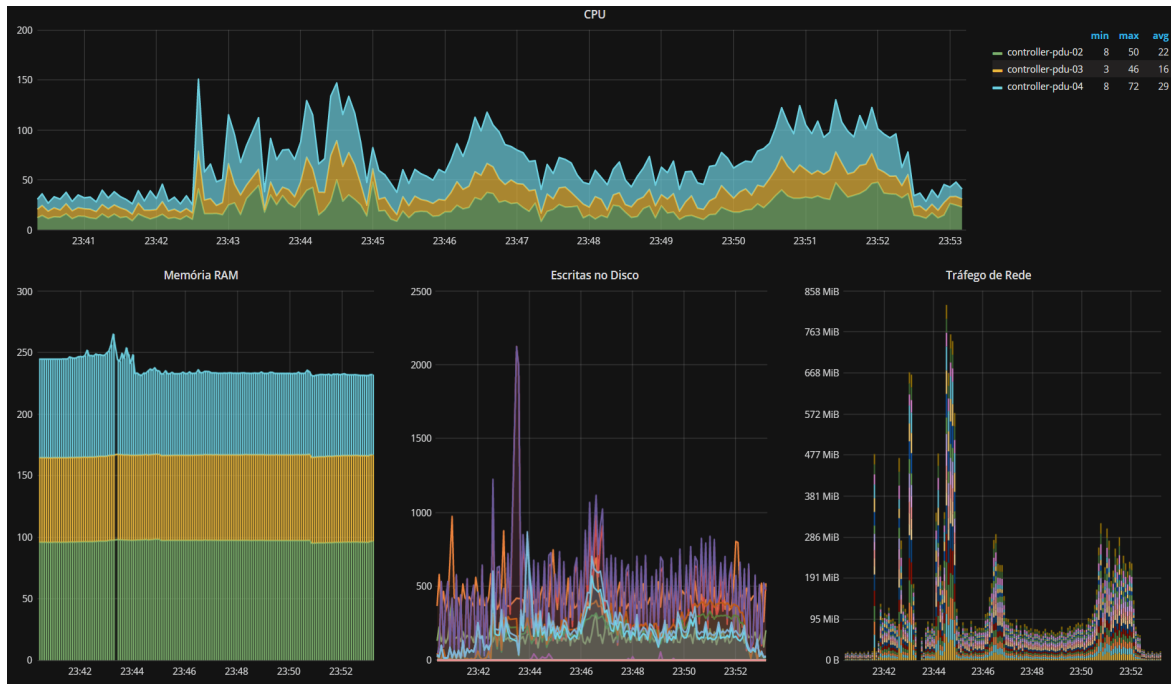 CPU
200
150
100
50
0
23:41 23:42 23:43 23:44 23:45 23:46 23:47 23:48 23:49 23:50 23:51 23:52 23:53
min max avg
controller-pdu-02 8 50 22
controller-pdu-03 3 46 16
controller-pdu-04 8 72 29
Memória RAM
300
250
200
150
100
50
0
23:42 23:44 23:46 23:48 23:50 23:52
Escritas no Disco
2500
2000
1500
1000
500
0
23:42 23:44 23:46 23:48 23:50 23:52
Tráfego de Rede
858 MiB
763 MiB
668 MiB
572 MiB
477 MiB
381 MiB
286 MiB
191 MiB
95 MiB
0 B
23:42 23:44 23:46 23:48 23:50 23:52